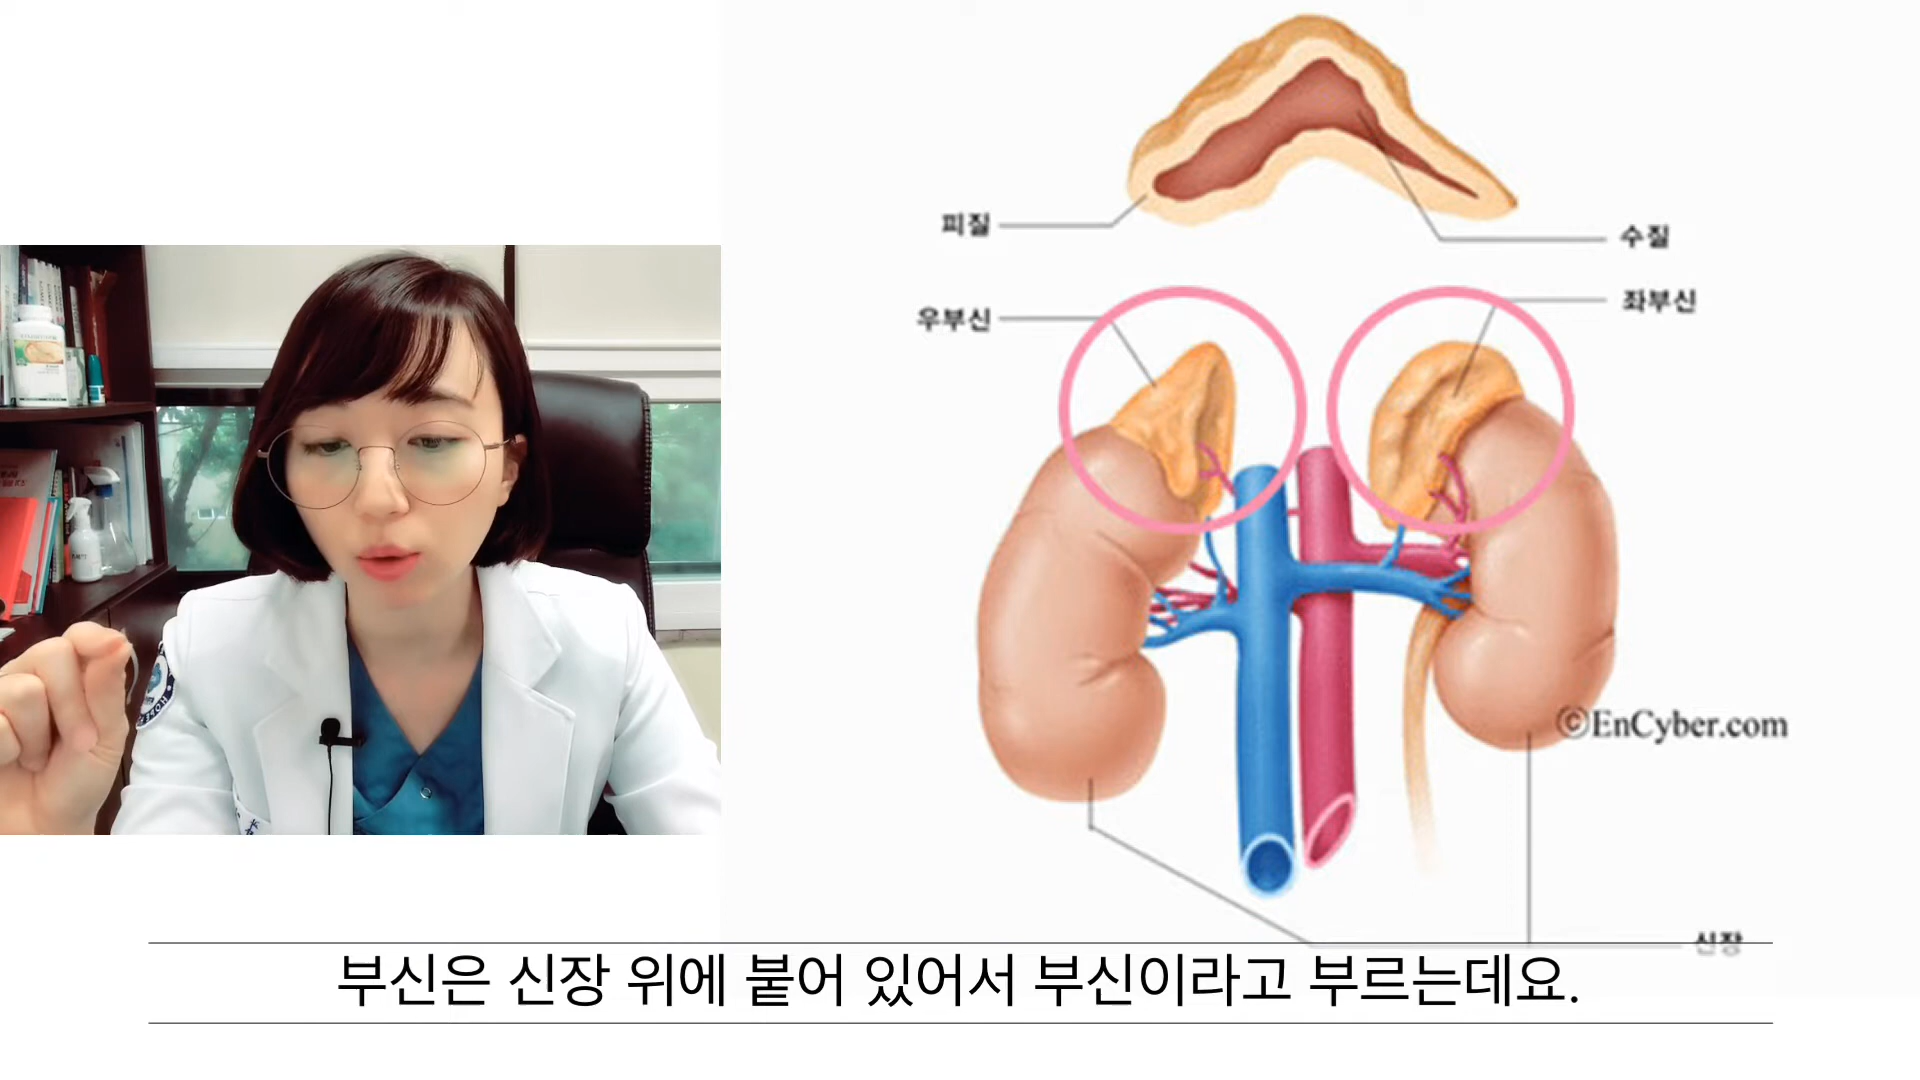 피질
수질
우부신
좌부신
©EnCyber.com
신장
부신은 신장 위에 붙어 있어서 부신이라고 부르는데요.